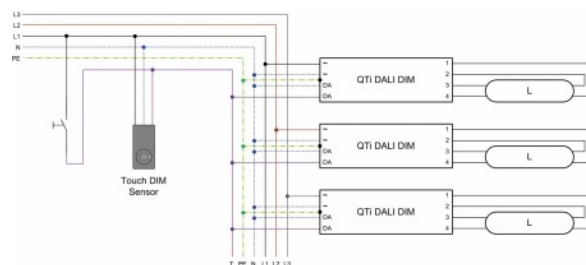 L3
L2
L1
N
PE
~
~
DA
DA
QTi DALI DIM
1
2
3
4
L
~
~
DA
DA
QTi DALI DIM
1
2
3
4
L
Touch DIM
Sensor
~
~
DA
DA
QTi DALI DIM
1
2
3
4
L
T PE N L1 L2 L3